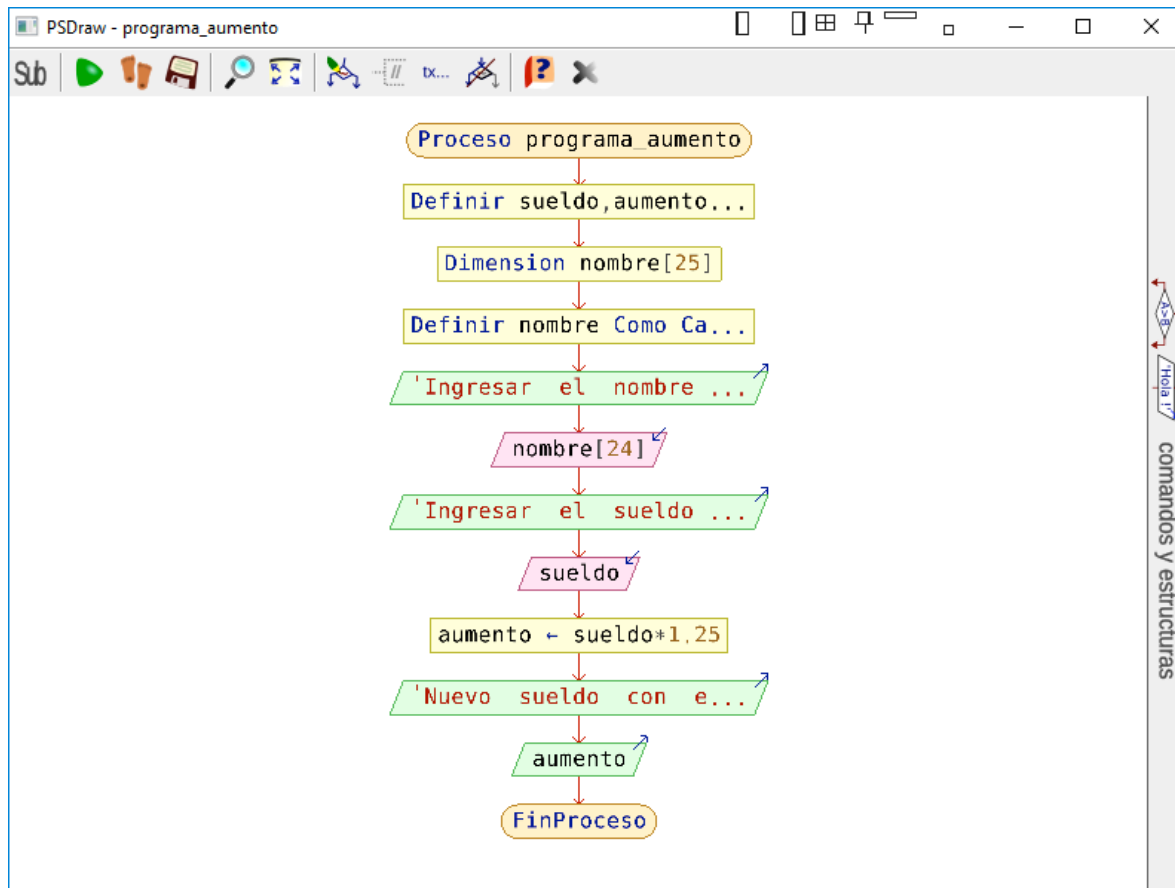 PSDraw - programa_aumento
Sub
tx...
Proceso programa_aumento
Definir sueldo,aumento...
Dimension nombre[25]
Definir nombre Como Ca...
'Ingresar el nombre ...
nombre[24]
'Ingresar el sueldo ...
sueldo
aumento ← sueldo*1.25
'Nuevo sueldo con e...
aumento
FinProceso
A>B
'Hola !'
comandos y estructuras